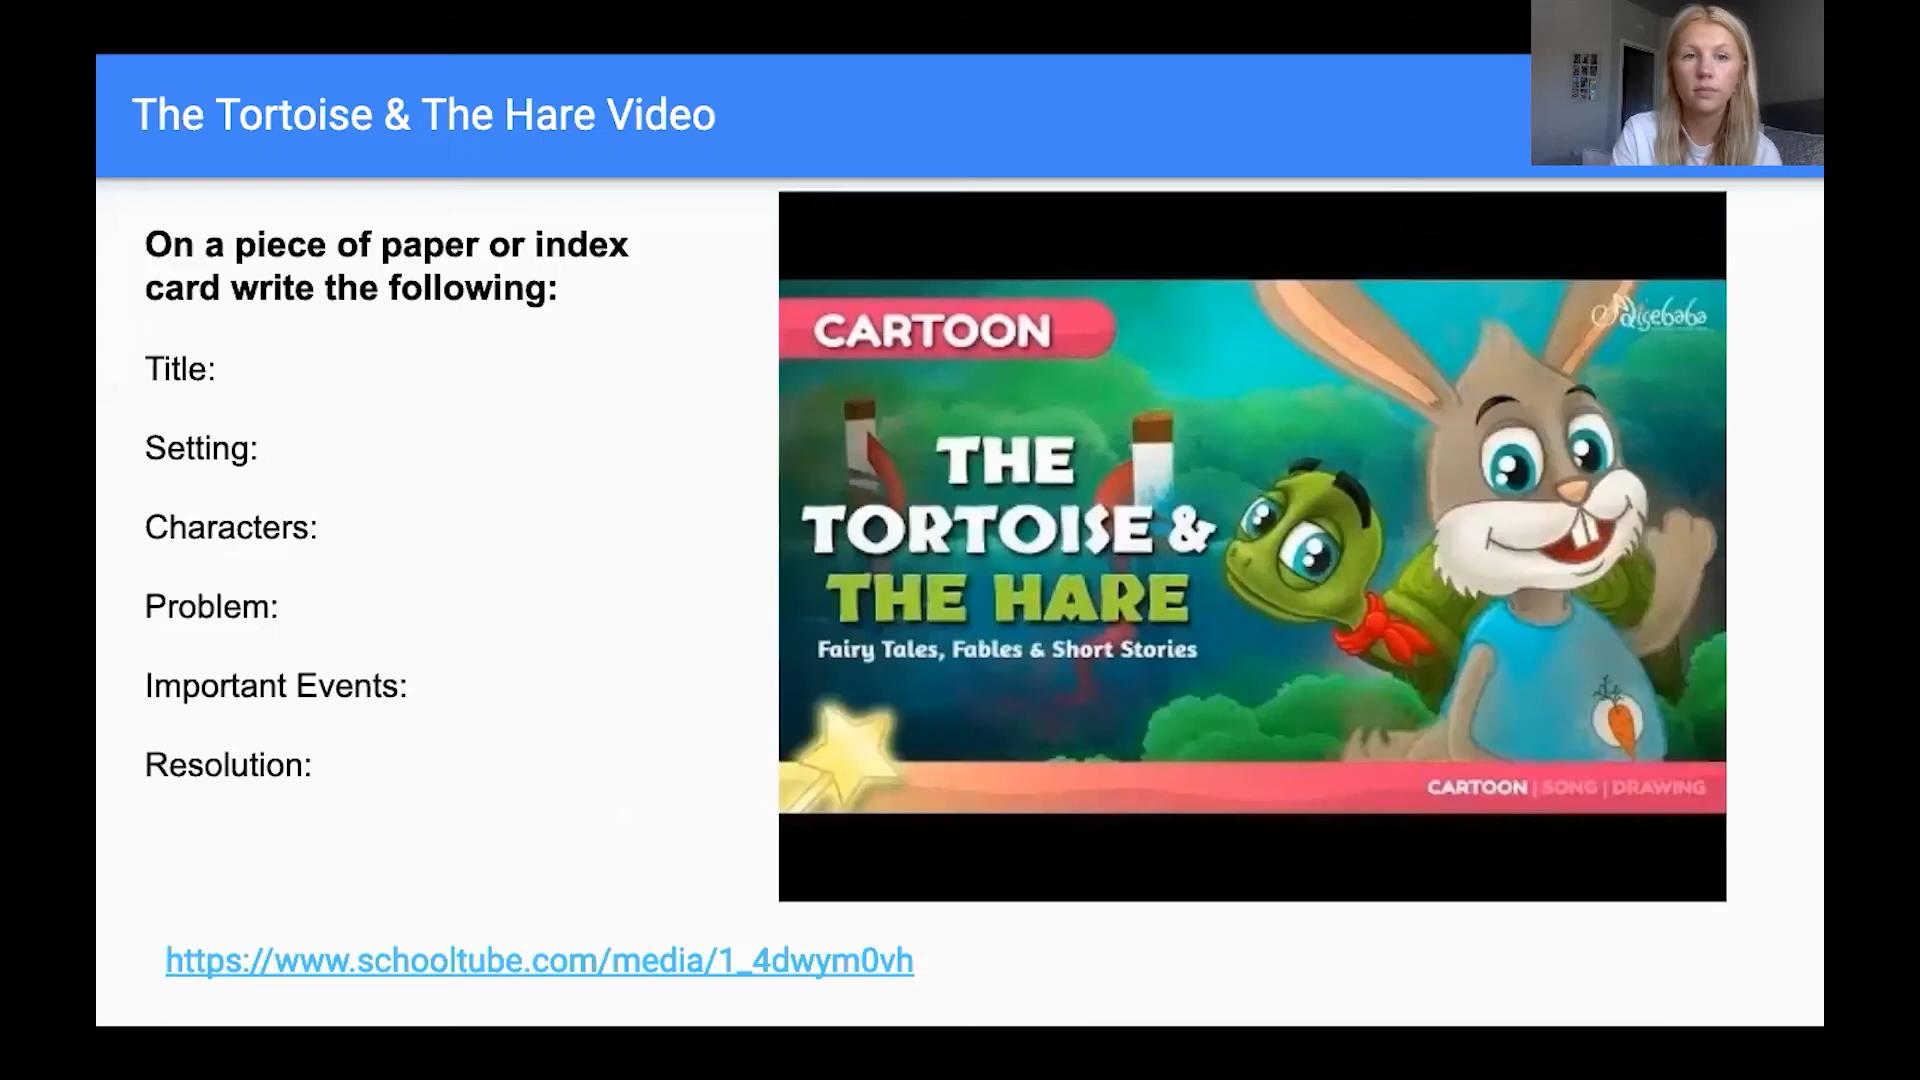 The Tortoise & The Hare Video
On a piece of paper or index
card write the following:
Title:
Setting:
Characters:
Problem:
Important Events:
Resolution:
CARTOON
Adisebaba
THE
TORTOISE &
THE HARE
Fairy Tales, Fables & Short Stories
CARTOON | SONG | DRAWING
https://www.schooltube.com/media/1_4dwym0vh